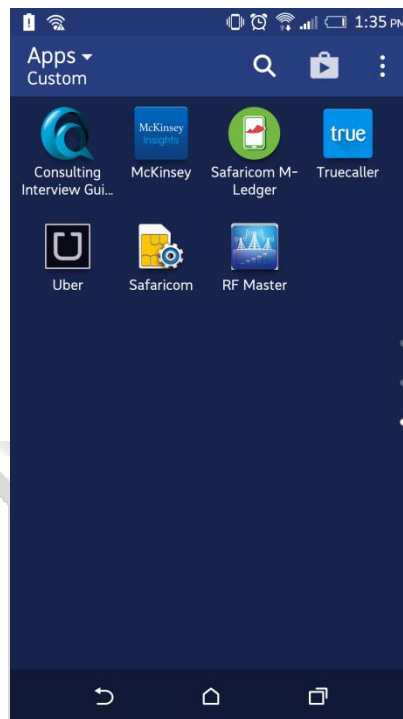 1:35 PM
Apps
Custom
McKinsey
Insights
true
Consulting
Interview Gui...
McKinsey
Safaricom M-
Ledger
Truecaller
Uber
Safaricom
RF Master